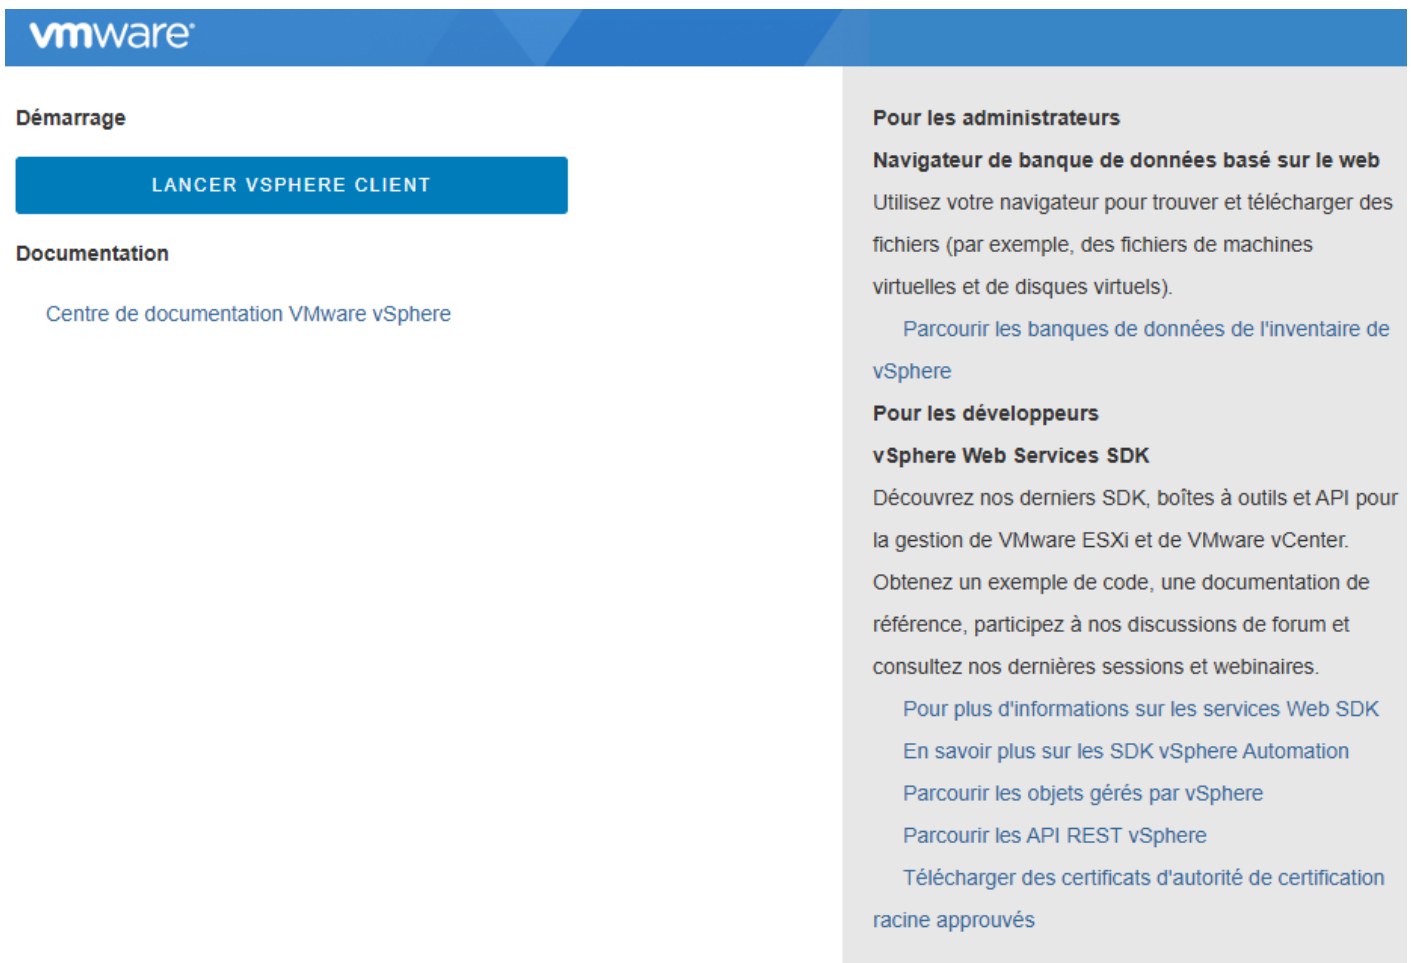 vmware
Démarrage
LANCER VSPHERE CLIENT
Documentation
Centre de documentation VMware vSphere
Pour les administrateurs
Navigateur de banque de données basé sur le web
Utilisez votre navigateur pour trouver et télécharger des
fichiers (par exemple, des fichiers de machines
virtuelles et de disques virtuels).
Parcourir les banques de données de l'inventaire de
vSphere
Pour les développeurs
vSphere Web Services SDK
Découvrez nos derniers SDK, boîtes à outils et API pour
la gestion de VMware ESXi et de VMware vCenter.
Obtenez un exemple de code, une documentation de
référence, participez à nos discussions de forum et
consultez nos dernières sessions et webinaires.
Pour plus d'informations sur les services Web SDK
En savoir plus sur les SDK vSphere Automation
Parcourir les objets gérés par vSphere
Parcourir les API REST vSphere
Télécharger des certificats d'autorité de certification
racine approuvés